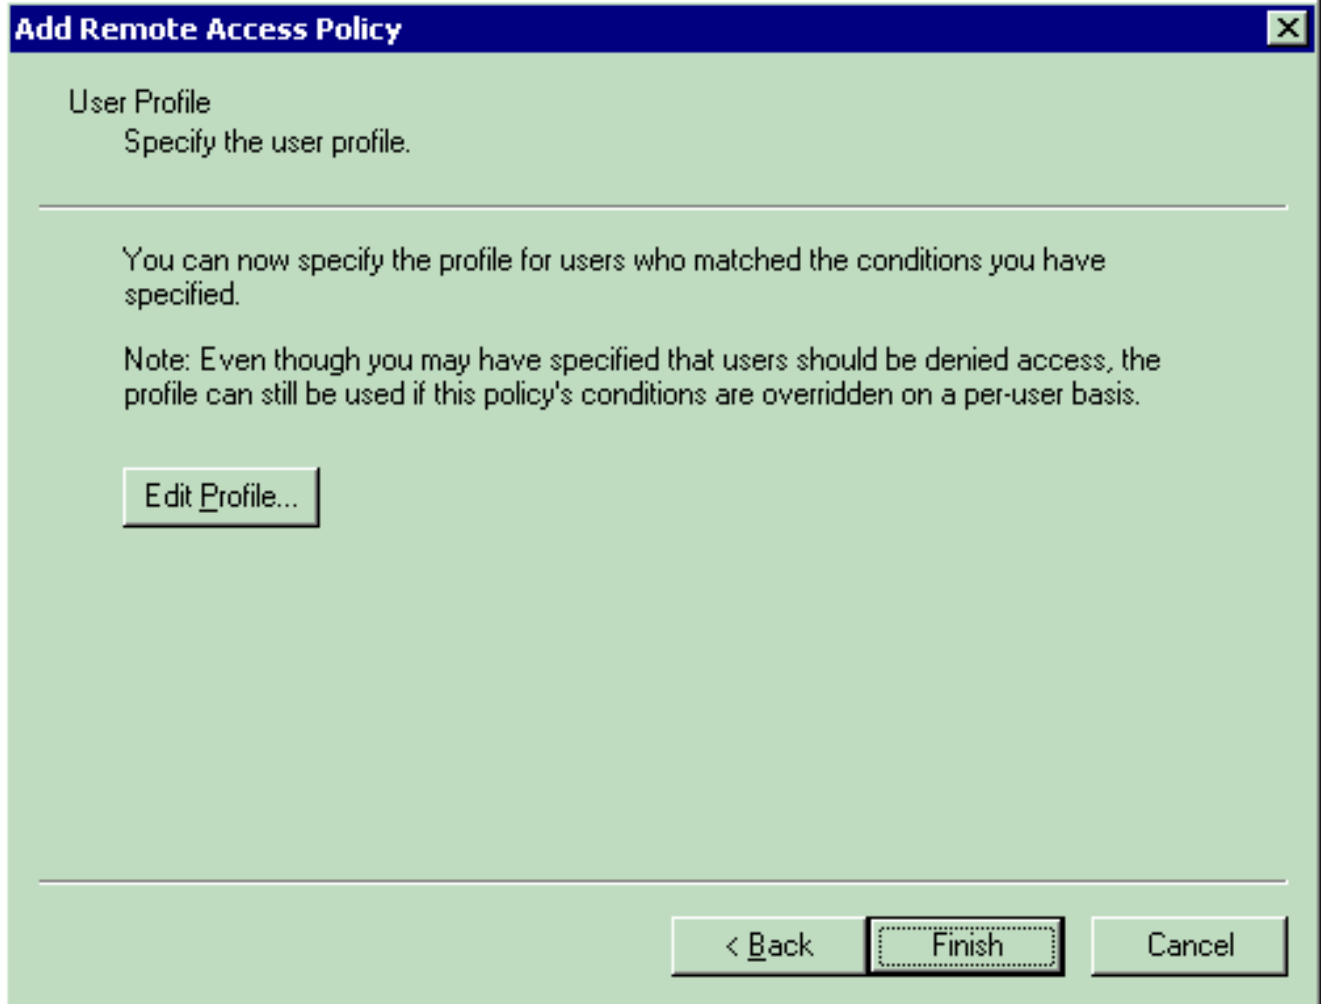 Add Remote Access Policy
User Profile
Specify the user profile.
You can now specify the profile for users who matched the conditions you have
specified.
Note: Even though you may have specified that users should be denied access, the
profile can still be used if this policy's conditions are overridden on a per-user basis.
Edit Profile...
< Back Finish Cancel